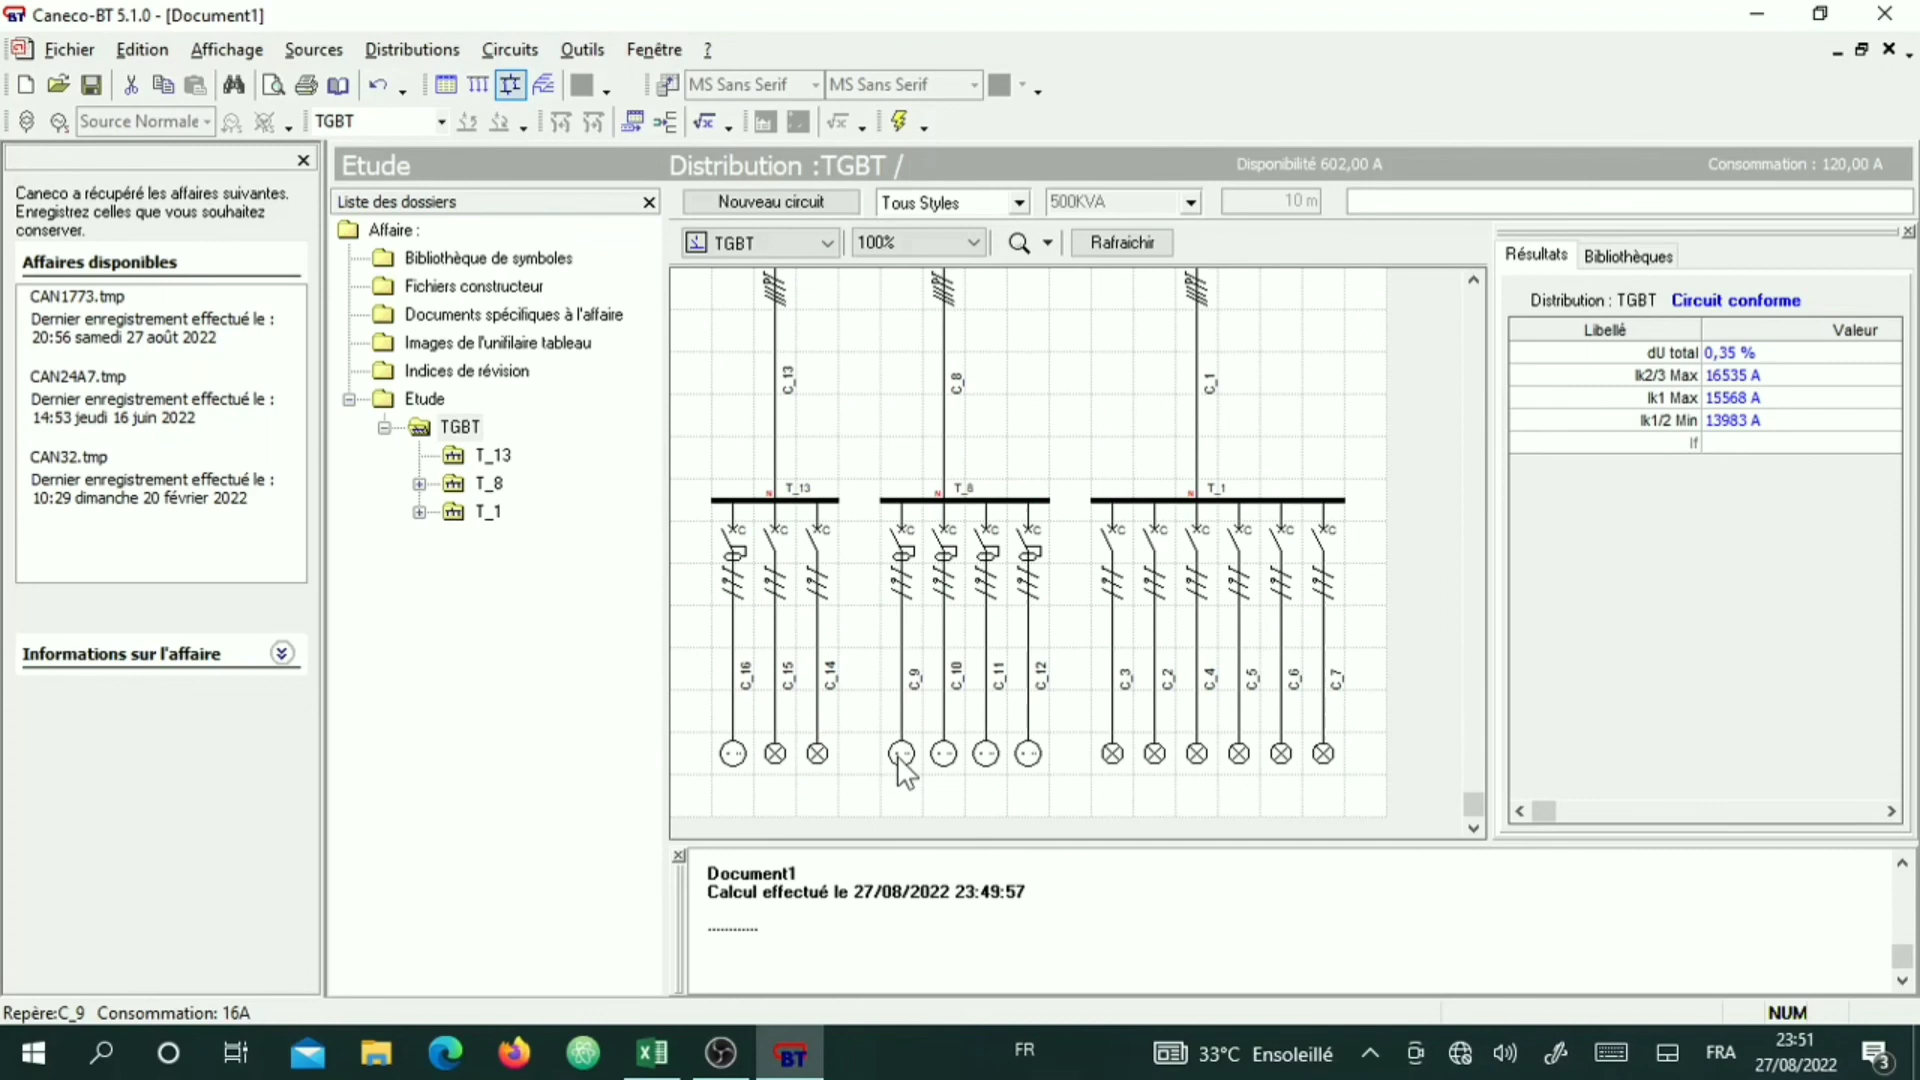 Caneco-BT 5.1.0 - [Document1]
Fichier Edition Affichage Sources Distributions Circuits Outils Fenêtre ?
MS Sans Serif MS Sans Serif
Source Normale TGBT
Caneco a récupéré les affaires suivantes.
Enregistrez celles que vous souhaitez
conserver.
Affaires disponibles
CAN1773.tmp
Dernier enregistrement effectué le :
20:56 samedi 27 août 2022
CAN24A7.tmp
Dernier enregistrement effectué le :
14:53 jeudi 16 juin 2022
CAN32.tmp
Dernier enregistrement effectué le :
10:29 dimanche 20 février 2022
Informations sur l'affaire
Etude
Liste des dossiers
Affaire :
Bibliothèque de symboles
Fichiers constructeur
Documents spécifiques à l'affaire
Images de l'unifilaire tableau
Indices de révision
Etude
TGBT
T_13
T_8
T_1
Distribution :TGBT /
Disponibilité 602,00 A
Consommation : 120,00 A
Nouveau circuit Tous Styles 500KVA 10 m
TGBT 100% Rafraichir
C_13 C_8 C_1
N T_13 N T_8 N T_1
C C C C C C C C C C C C C
C_16 C_15 C_14 C_9 C_10 C_11 C_12 C_3 C_2 C_4 C_5 C_6 C_7
Résultats Bibliothèques
Distribution : TGBT Circuit conforme
Libellé Valeur
dU total 0,35 %
Ik2/3 Max 16535 A
Ik1 Max 15568 A
Ik1/2 Min 13983 A
If
Document1
Calcul effectué le 27/08/2022 23:49:57
............
Repère:C_9 Consommation: 16A
NUM
BT
FR
33°C Ensoleillé
FRA
23:51
27/08/2022
3